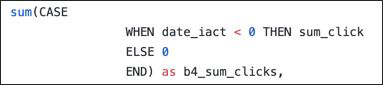 sum(CASE
WHEN date_iact < 0 THEN sum_click
ELSE 0
END) as b4_sum_clicks,